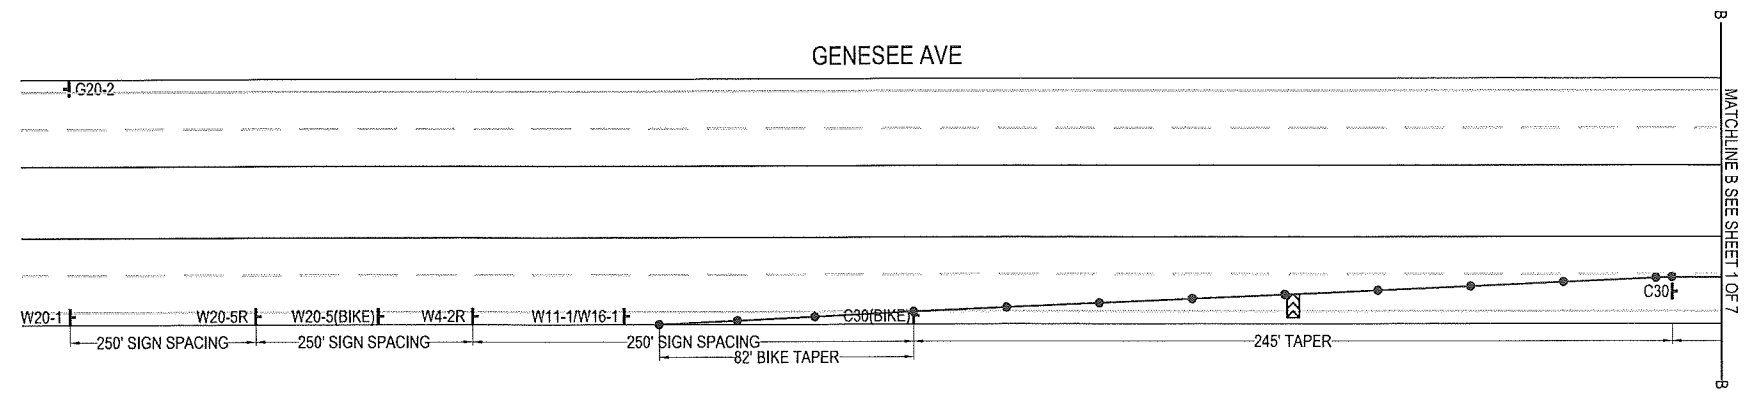 B
GENESEE AVE
G20-2
MATCHLINE B SEE SHEET 1 OF 7
C30
W20-1
W20-5R
W20-5(BIKE)
W4-2R
W11-1/W16-1
C30(BIKE)
250' SIGN SPACING
250' SIGN SPACING
250' SIGN SPACING
245' TAPER
82' BIKE TAPER
B